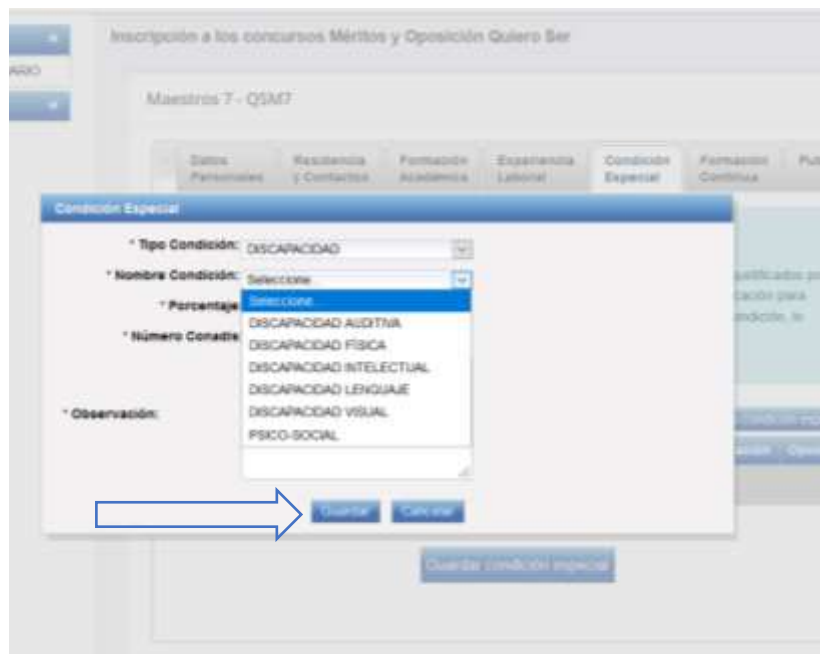 ARIO
Inscripción a los concursos Méritos y Oposición Quiero Ser
Maestros 7 - QSM7
Datos Personales
Residencia y Contactos
Formación Académica
Experiencia Laboral
Condición Especial
Formación Continua
Condición Especial
* Tipo Condición: DISCAPACIDAD
* Nombre Condición: Seleccione...
* Porcentaje
* Número Conadis
Seleccione...
DISCAPACIDAD AUDITIVA
DISCAPACIDAD FÍSICA
DISCAPACIDAD INTELECTUAL
DISCAPACIDAD LENGUAJE
DISCAPACIDAD VISUAL
PSICO-SOCIAL
* Observación:
Guardar
Cancelar
Guardar condición especial